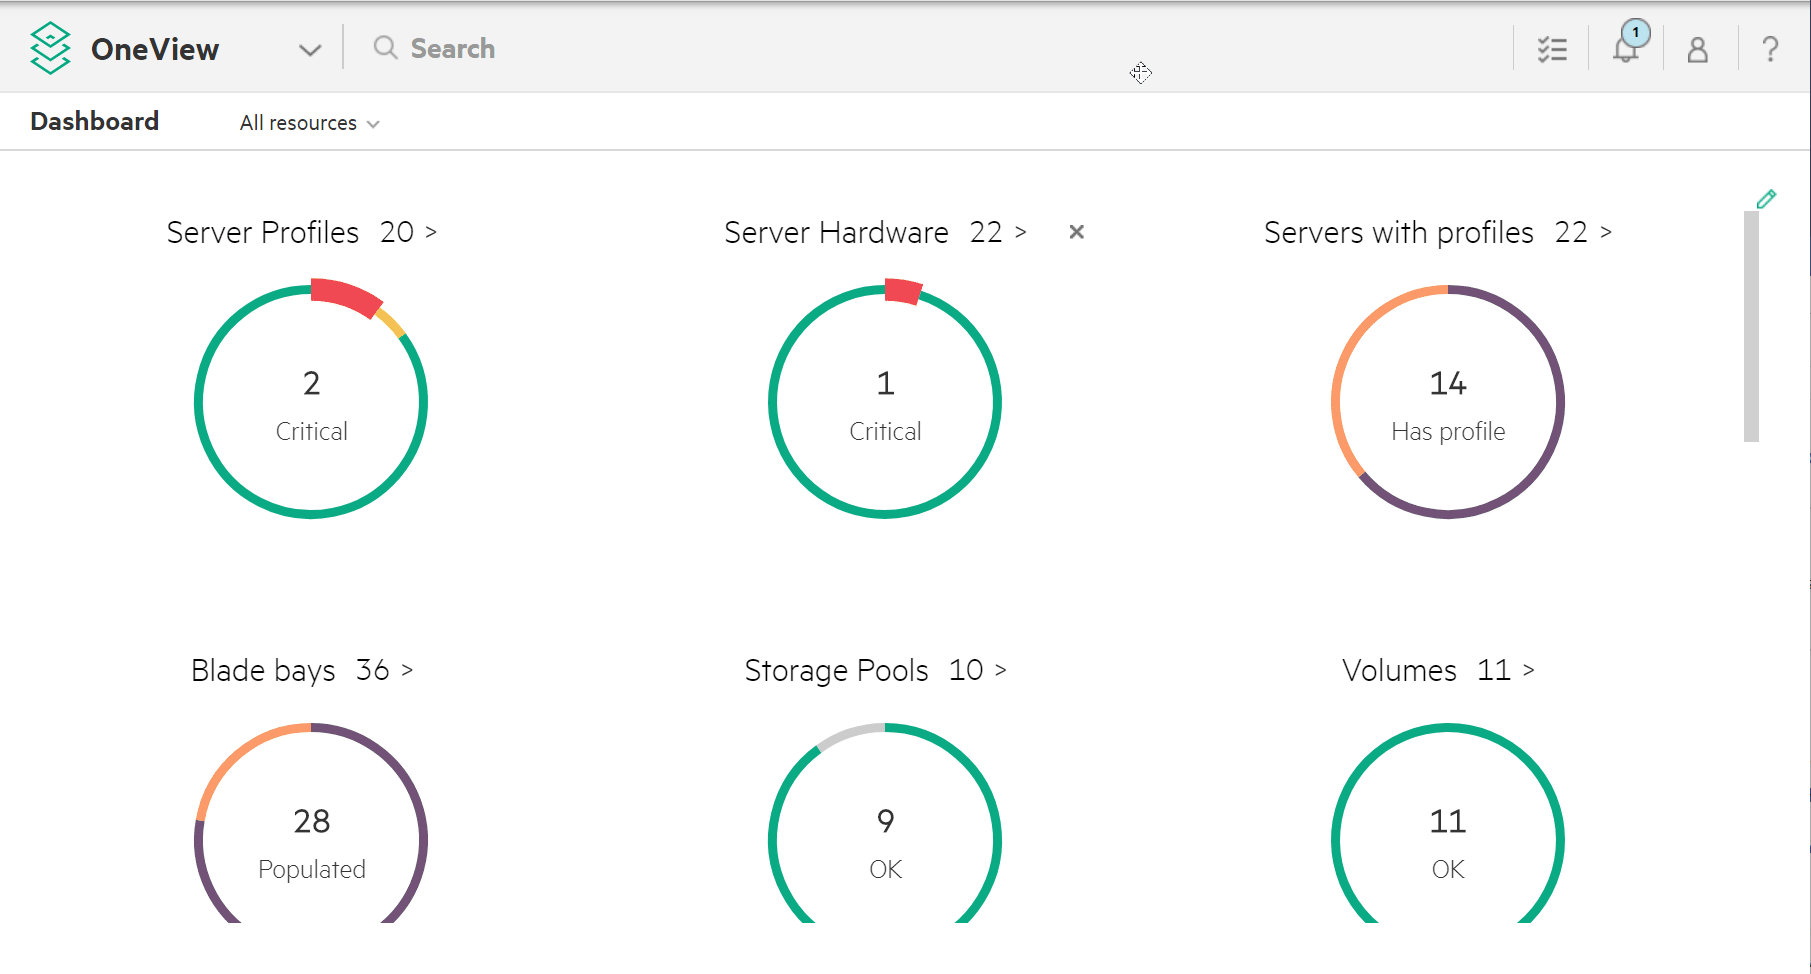 OneView
Search
1
?
Dashboard
All resources
Server Profiles 20 >
Server Hardware 22 >
Servers with profiles 22 >
2
Critical
1
Critical
14
Has profile
Blade bays 36 >
Storage Pools 10 >
Volumes 11 >
28
Populated
9
OK
11
OK